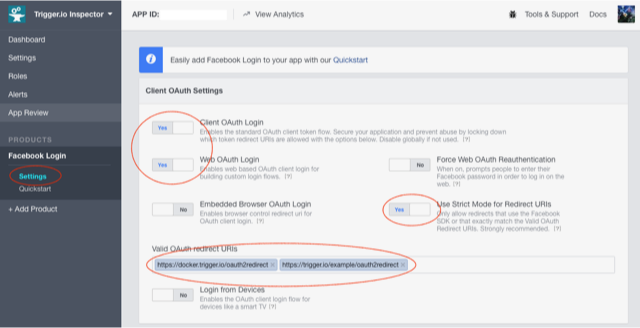 Trigger.io Inspector
APP ID:
View Analytics
Tools & Support
Docs
Dashboard
Settings
Roles
Alerts
App Review
PRODUCTS
Facebook Login
Settings
Quickstart
+ Add Product
Easily add Facebook Login to your app with our Quickstart
Client OAuth Settings
Yes
Client OAuth Login
Enables the standard OAuth client token flow. Secure your application and prevent abuse by locking down
which token redirect URIs are allowed with the options below. Disable globally if not used. [?]
Yes
Web OAuth Login
Enables web based OAuth client login for
building custom login flows. [?]
No
Force Web OAuth Reauthentication
When on, prompts people to enter their
Facebook password in order to log in on the
web. [?]
No
Embedded Browser OAuth Login
Enables browser control redirect uri for
OAuth client login. [?]
Yes
Use Strict Mode for Redirect URIs
Only allow redirects that use the Facebook
SDK or that exactly match the Valid OAuth
Redirect URIs. Strongly recommended. [?]
Valid OAuth redirect URIs
https://docker.trigger.io/oauth2redirect × https://trigger.io/example/oauth2redirect ×
No
Login from Devices
Enables the OAuth client login flow for
devices like a smart TV [?]